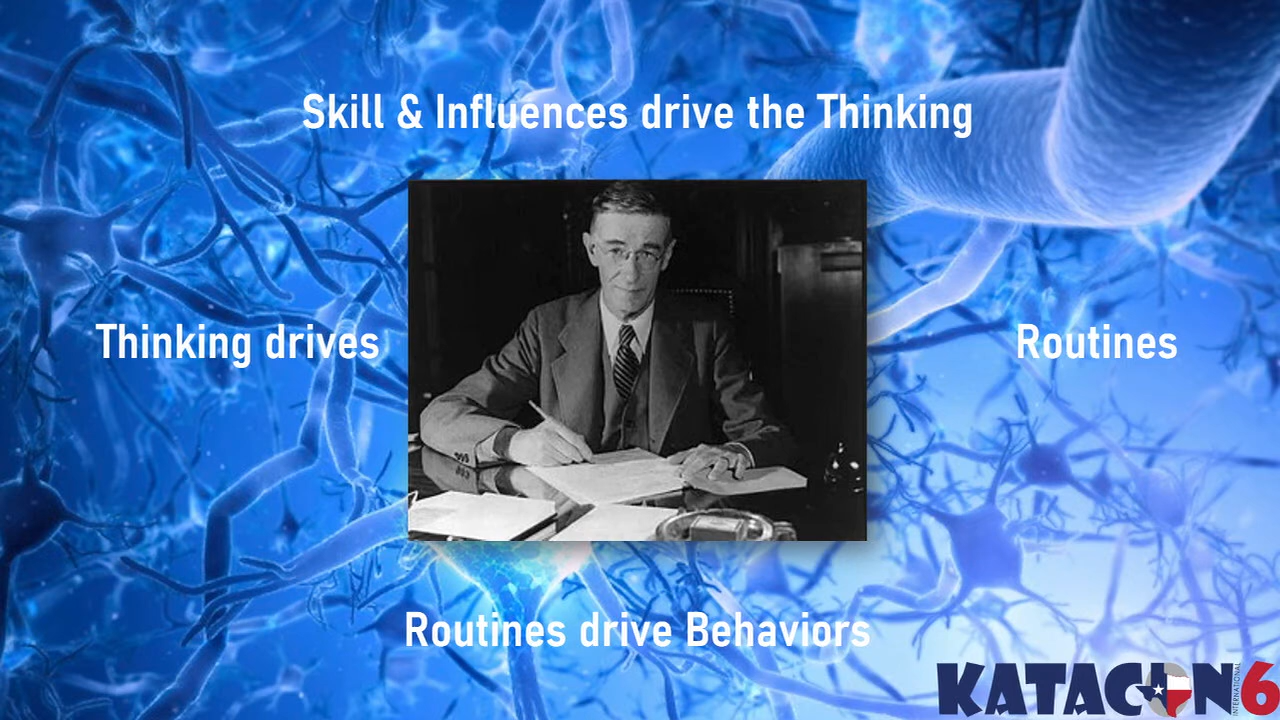 Skill & Influences drive the Thinking
Thinking drives
Routines
Routines drive Behaviors
KATACON6
INTERNATIONAL